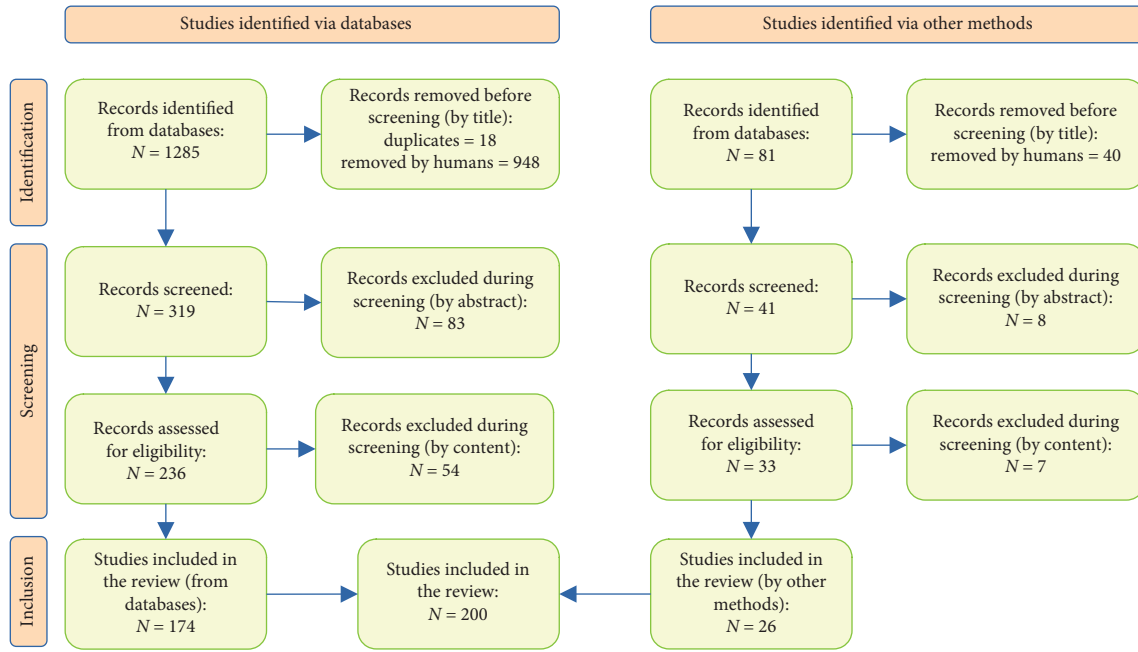 Studies identified via databases
Studies identified via other methods
Identification
Records identified
from databases:
N = 1285
Records removed before
screening (by title):
duplicates = 18
removed by humans = 948
Records identified
from databases:
N = 81
Records removed before
screening (by title):
removed by humans = 40
Screening
Records screened:
N = 319
Records excluded during
screening (by abstract):
N = 83
Records screened:
N = 41
Records excluded during
screening (by abstract):
N = 8
Records assessed
for eligibility:
N = 236
Records excluded during
screening (by content):
N = 54
Records assessed
for eligibility:
N = 33
Records excluded during
screening (by content):
N = 7
Inclusion
Studies included in
the review (from
databases):
N = 174
Studies included in
the review:
N = 200
Studies included in
the review (by other
methods):
N = 26